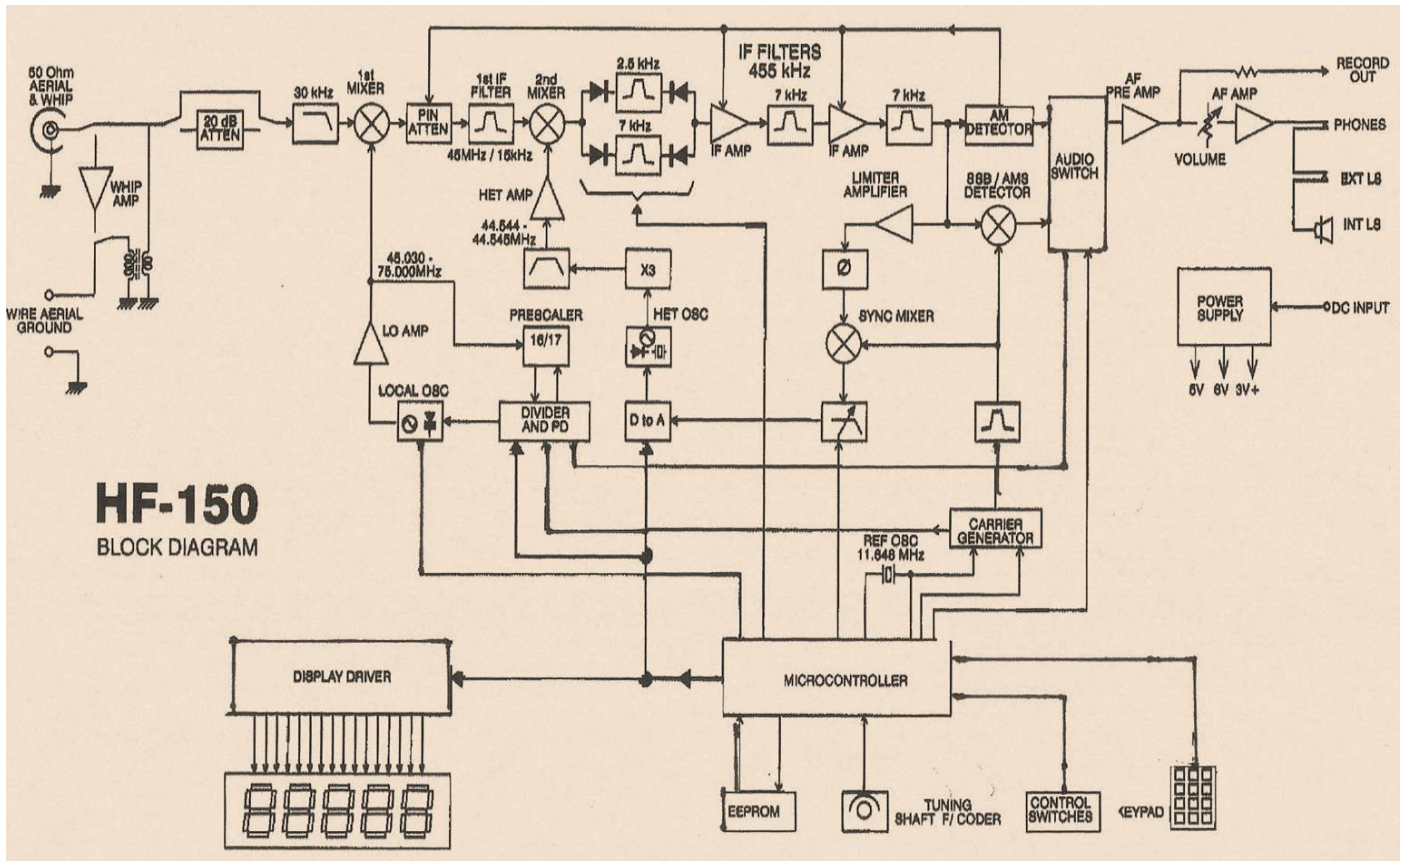 50 Ohm
AERIAL
& WHIP
20 dB
ATTEN
30 kHz
1st
MIXER
PIN
ATTEN
1st IF
FILTER
45MHz / 15kHz
2nd
MIXER
2.5 kHz
7 kHz
IF FILTERS
455 kHz
IF AMP
7 kHz
IF AMP
7 kHz
AM
DETECTOR
AUDIO
SWITCH
AF
PRE AMP
AF AMP
VOLUME
RECORD
OUT
PHONES
EXT LS
INT LS
WHIP
AMP
WIRE AERIAL
GROUND
HET AMP
44.544 -
44.545MHz
X3
HET OSC
45.030 -
75.000MHz
LO AMP
PRESCALER
16/17
LOCAL OSC
DIVIDER
AND PD
D to A
LIMITER
AMPLIFIER
SSB / AMS
DETECTOR
Ø
SYNC MIXER
POWER
SUPPLY
DC INPUT
5V 6V 3V+
HF-150
BLOCK DIAGRAM
CARRIER
GENERATOR
REF OSC
11.648 MHz
DISPLAY DRIVER
MICROCONTROLLER
88888
EEPROM
TUNING
SHAFT F/ CODER
CONTROL
SWITCHES
KEYPAD